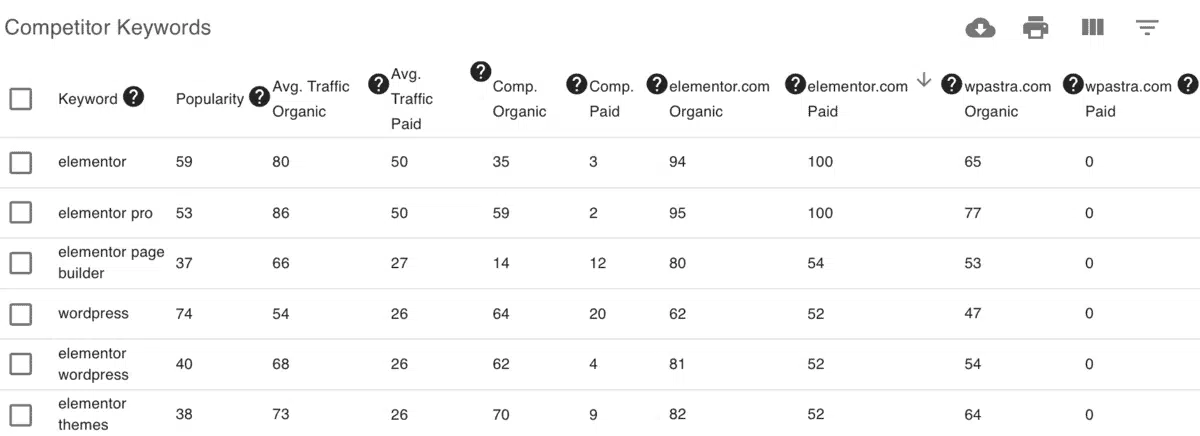 Competitor Keywords
Keyword ? Popularity ? Avg. Traffic Organic ? Avg. Traffic Paid ? Comp. Organic ? Comp. Paid ? elementor.com Organic ? elementor.com Paid ↓ ? wpastra.com Organic ? wpastra.com Paid ?
elementor 59 80 50 35 3 94 100 65 0
elementor pro 53 86 50 59 2 95 100 77 0
elementor page builder 37 66 27 14 12 80 54 53 0
wordpress 74 54 26 64 20 62 52 47 0
elementor wordpress 40 68 26 62 4 81 52 54 0
elementor themes 38 73 26 70 9 82 52 64 0